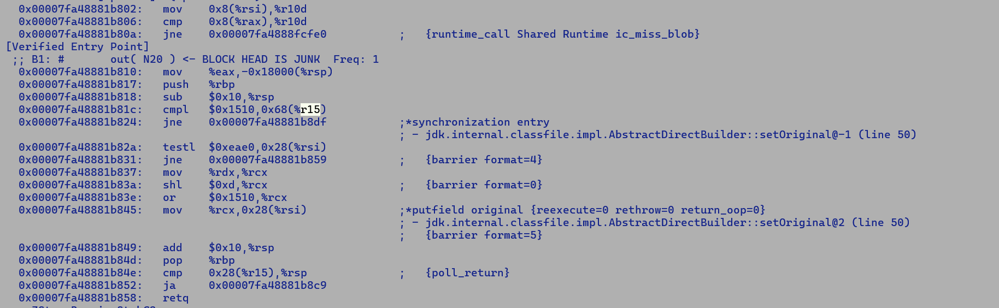 0x00007fa48881b802: mov 0x8(%rsi),%r10d
0x00007fa48881b806: cmp 0x8(%rax),%r10d
0x00007fa48881b80a: jne 0x00007fa4888fcfe0 ; {runtime_call Shared Runtime ic_miss_blob}
[Verified Entry Point]
;; B1: # out( N20 ) <- BLOCK HEAD IS JUNK Freq: 1
0x00007fa48881b810: mov %eax,-0x18000(%rsp)
0x00007fa48881b817: push %rbp
0x00007fa48881b818: sub $0x10,%rsp
0x00007fa48881b81c: cmpl $0x1510,0x68(%r15)
0x00007fa48881b824: jne 0x00007fa48881b8df ;*synchronization entry
; - jdk.internal.classfile.impl.AbstractDirectBuilder::setOriginal@-1 (line 50)
0x00007fa48881b82a: testl $0xeae0,0x28(%rsi)
0x00007fa48881b831: jne 0x00007fa48881b859 ; {barrier format=4}
0x00007fa48881b837: mov %rdx,%rcx
0x00007fa48881b83a: shl $0xd,%rcx ; {barrier format=0}
0x00007fa48881b83e: or $0x1510,%rcx
0x00007fa48881b845: mov %rcx,0x28(%rsi) ;*putfield original {reexecute=0 rethrow=0 return_oop=0}
; - jdk.internal.classfile.impl.AbstractDirectBuilder::setOriginal@2 (line 50)
; {barrier format=5}
0x00007fa48881b849: add $0x10,%rsp
0x00007fa48881b84d: pop %rbp
0x00007fa48881b84e: cmp 0x28(%r15),%rsp ; {poll_return}
0x00007fa48881b852: ja 0x00007fa48881b8c9
0x00007fa48881b858: retq